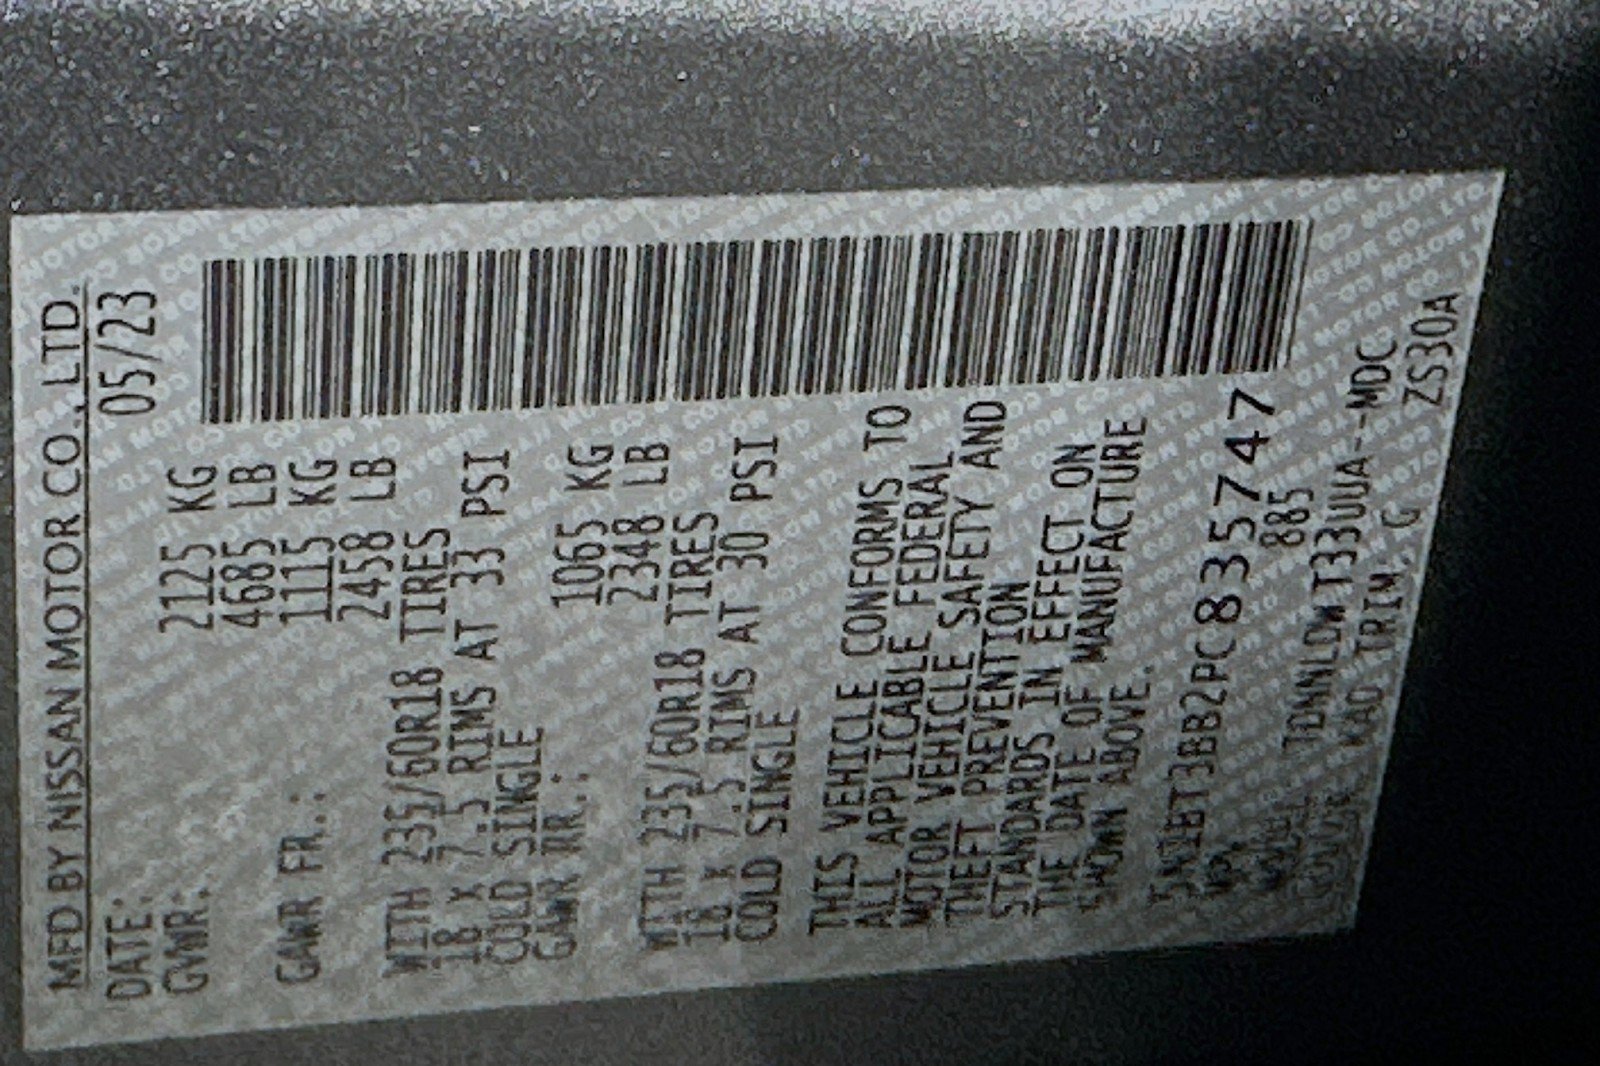 MFD BY NISSAN MOTOR CO., LTD.
DATE: 05/23
GVWR: 2125 KG
4685 LB
GAWR FR.: 1115 KG
2458 LB
WITH 235/60R18 TIRES
18 x 7.5 RIMS AT 33 PSI
COLD SINGLE
GAWR RR.: 1065 KG
2348 LB
WITH 235/60R18 TIRES
18 x 7.5 RIMS AT 30 PSI
COLD SINGLE
THIS VEHICLE CONFORMS TO
ALL APPLICABLE FEDERAL
MOTOR VEHICLE SAFETY AND
THEFT PREVENTION
STANDARDS IN EFFECT ON
THE DATE OF MANUFACTURE
SHOWN ABOVE.
5N1BT3BB2PC835747
885
TDNNLDWT33UUA--MDC
KAD TRIM,G ZS30A